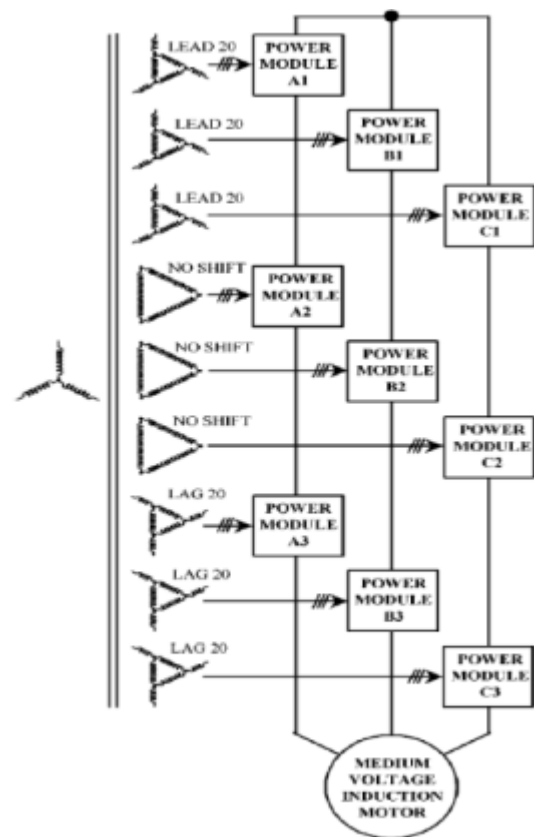 LEAD 20
POWER
MODULE
A1
LEAD 20
POWER
MODULE
B1
LEAD 20
POWER
MODULE
C1
NO SHIFT
POWER
MODULE
A2
NO SHIFT
POWER
MODULE
B2
NO SHIFT
POWER
MODULE
C2
LAG 20
POWER
MODULE
A3
LAG 20
POWER
MODULE
B3
LAG 20
POWER
MODULE
C3
MEDIUM
VOLTAGE
INDUCTION
MOTOR